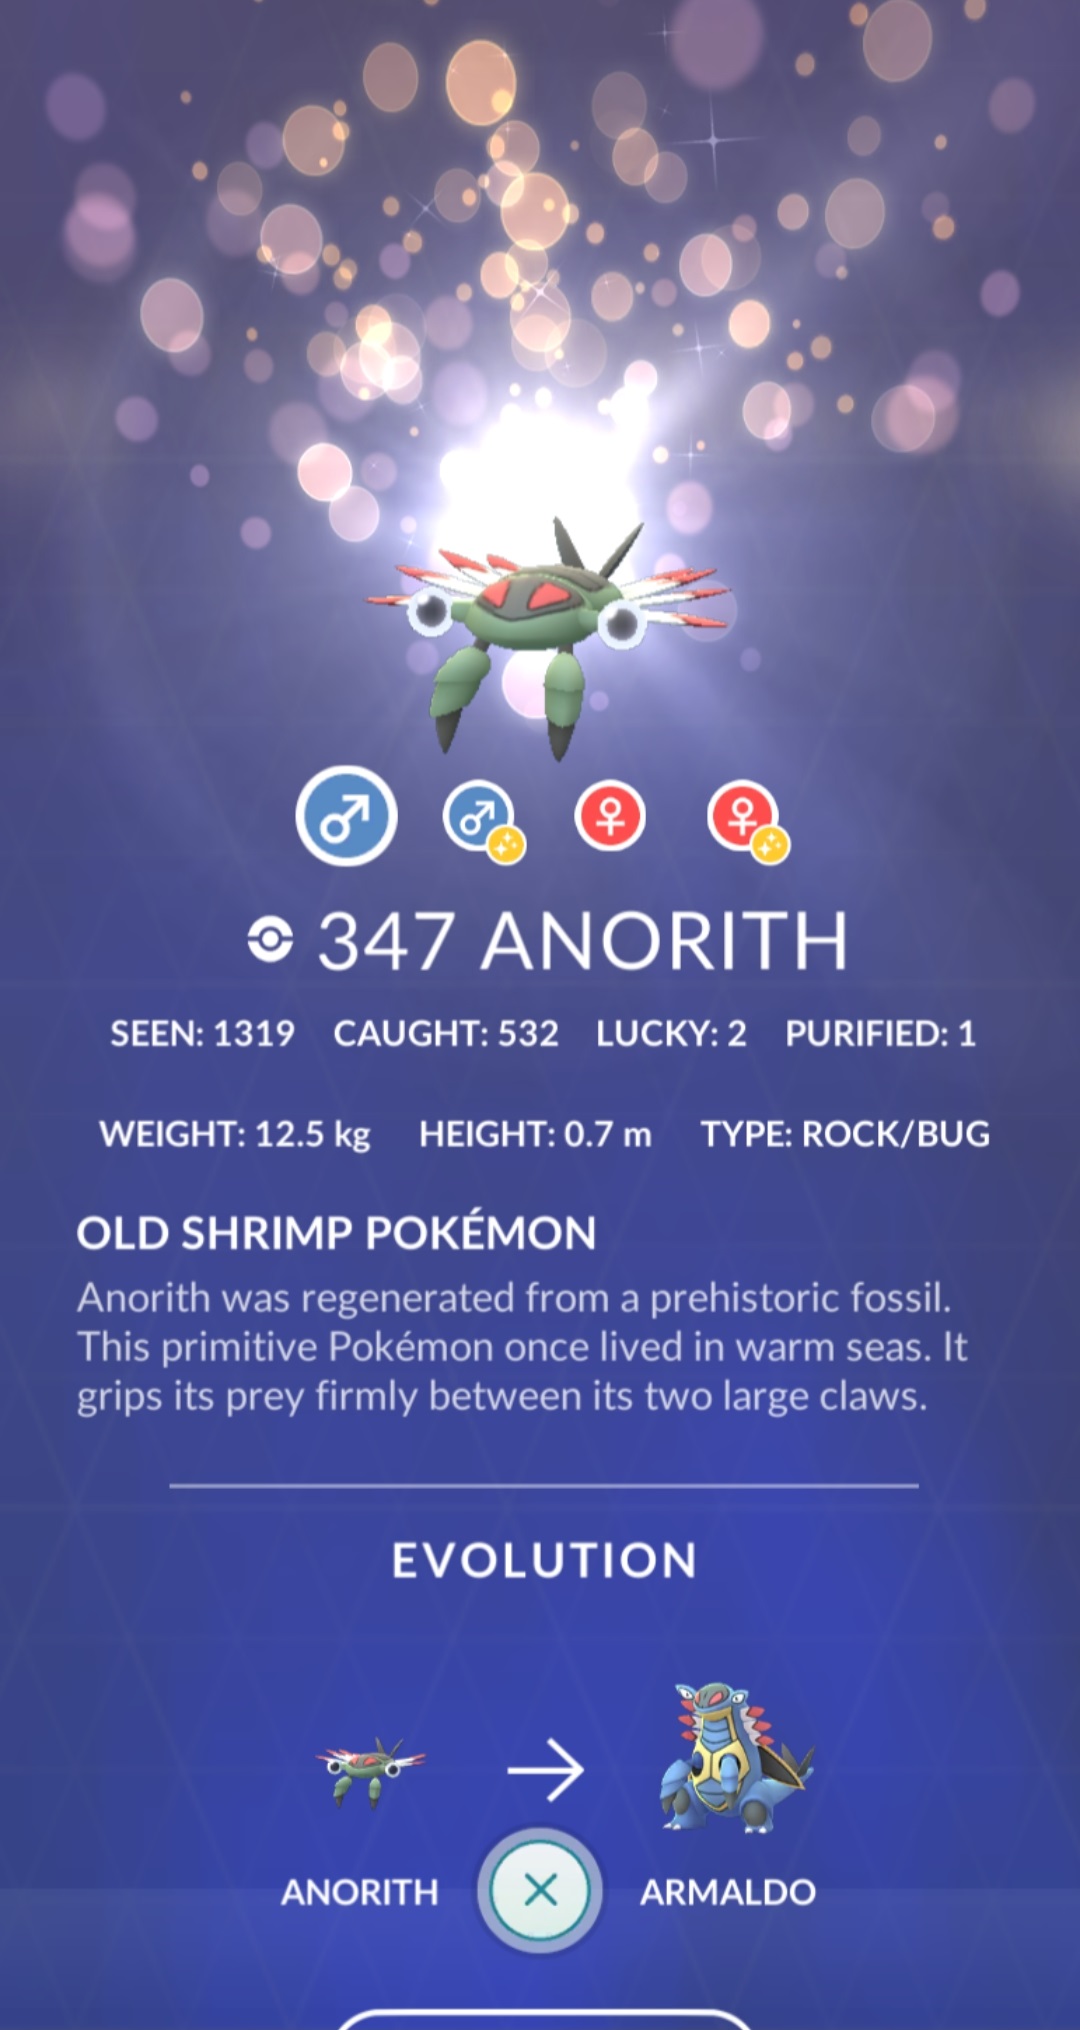 347 ANORITH
SEEN: 1319 CAUGHT: 532 LUCKY: 2 PURIFIED: 1
WEIGHT: 12.5 kg HEIGHT: 0.7 m TYPE: ROCK/BUG
OLD SHRIMP POKÉMON
Anorith was regenerated from a prehistoric fossil.
This primitive Pokémon once lived in warm seas. It
grips its prey firmly between its two large claws.
EVOLUTION
ANORITH ARMALDO